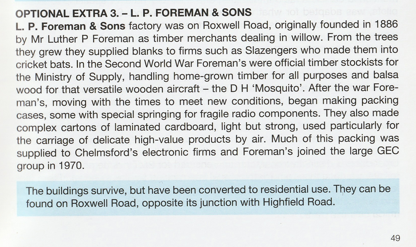 OPTIONAL EXTRA 3. – L. P. FOREMAN & SONS
L. P. Foreman & Sons factory was on Roxwell Road, originally founded in 1886
by Mr Luther P Foreman as timber merchants dealing in willow. From the trees
they grew they supplied blanks to firms such as Slazengers who made them into
cricket bats. In the Second World War Foreman's were official timber stockists for
the Ministry of Supply, handling home-grown timber for all purposes and balsa
wood for that versatile wooden aircraft – the D H 'Mosquito'. After the war Fore-
man's, moving with the times to meet new conditions, began making packing
cases, some with special springing for fragile radio components. They also made
complex cartons of laminated cardboard, light but strong, used particularly for
the carriage of delicate high-value products by air. Much of this packing was
supplied to Chelmsford's electronic firms and Foreman's joined the large GEC
group in 1970.
The buildings survive, but have been converted to residential use. They can be
found on Roxwell Road, opposite its junction with Highfield Road.
49